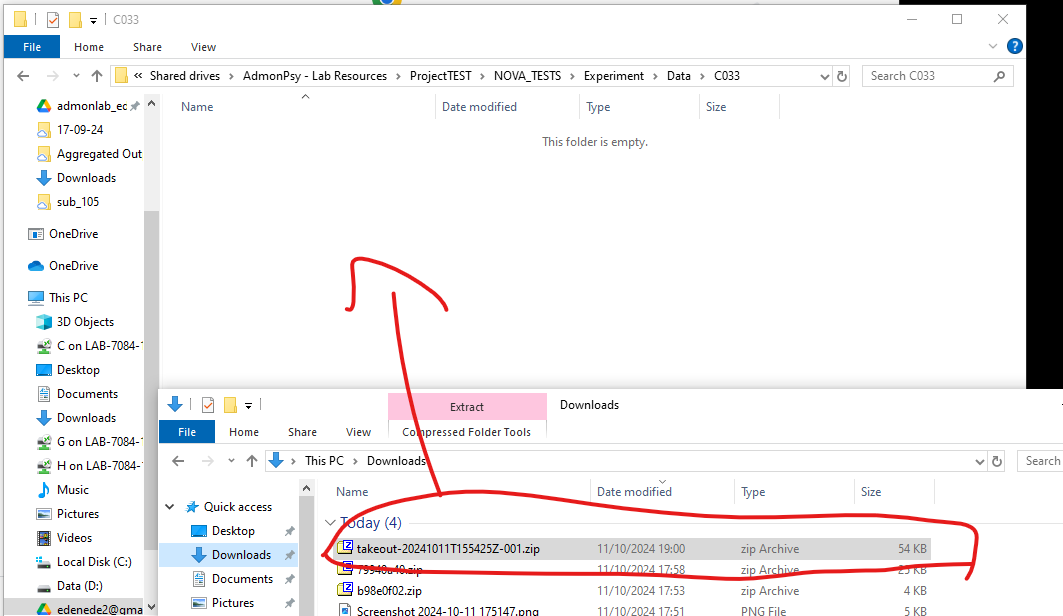 C033
File Home Share View
« Shared drives > AdmonPsy - Lab Resources > ProjectTEST > NOVA_TESTS > Experiment > Data > C033
Search C033
Name Date modified Type Size
This folder is empty.
admonlab_ec
17-09-24
Aggregated Out
Downloads
sub_105
OneDrive
OneDrive
This PC
3D Objects
C on LAB-7084-1
Desktop
Documents
Downloads
G on LAB-7084-1
H on LAB-7084-1
Music
Pictures
Videos
Local Disk (C:)
Data (D:)
edenede2@gma
Extract Downloads
File Home Share View Compressed Folder Tools
This PC > Downloads
Search
Quick access
Desktop
Downloads
Documents
Pictures
Name Date modified Type Size
Today (4)
takeout-20241011T155425Z-001.zip 11/10/2024 19:00 zip Archive 54 KB
11/10/2024 17:58 zip Archive 25 KB
b98e0f02.zip 11/10/2024 17:53 zip Archive 4 KB
Screenshot 2024-10-11 175147.png 11/10/2024 17:51 PNG File 5 KB